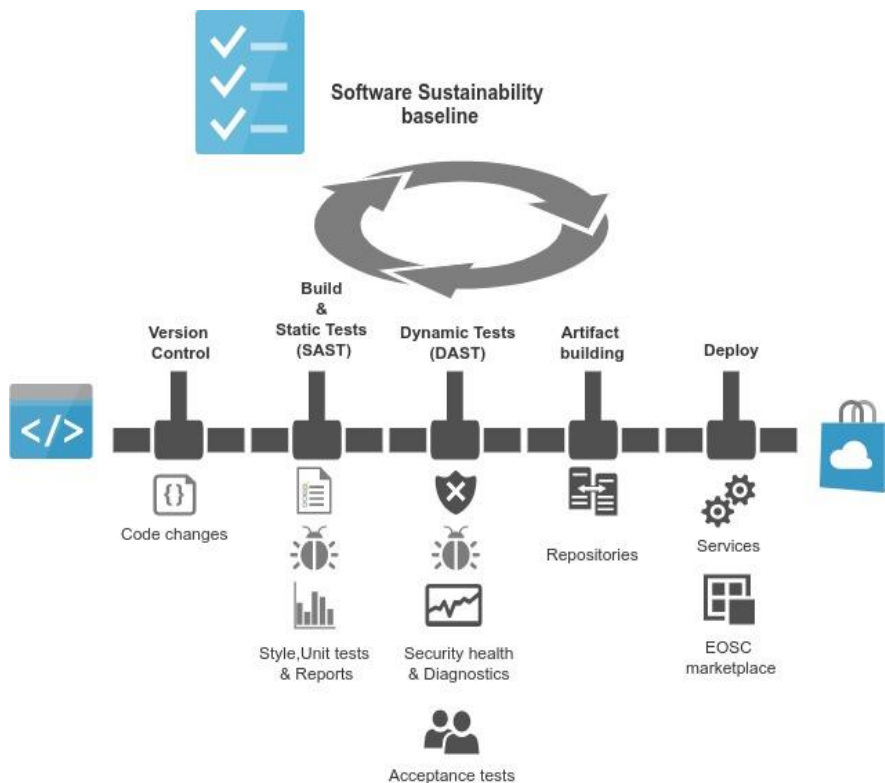 Software Sustainability
baseline
Version
Control
Build
&
Static Tests
(SAST)
Dynamic Tests
(DAST)
Artifact
building
Deploy
</>
{}
Code changes
Style,Unit tests
& Reports
Security health
& Diagnostics
Acceptance tests
Repositories
Services
EOSC
marketplace